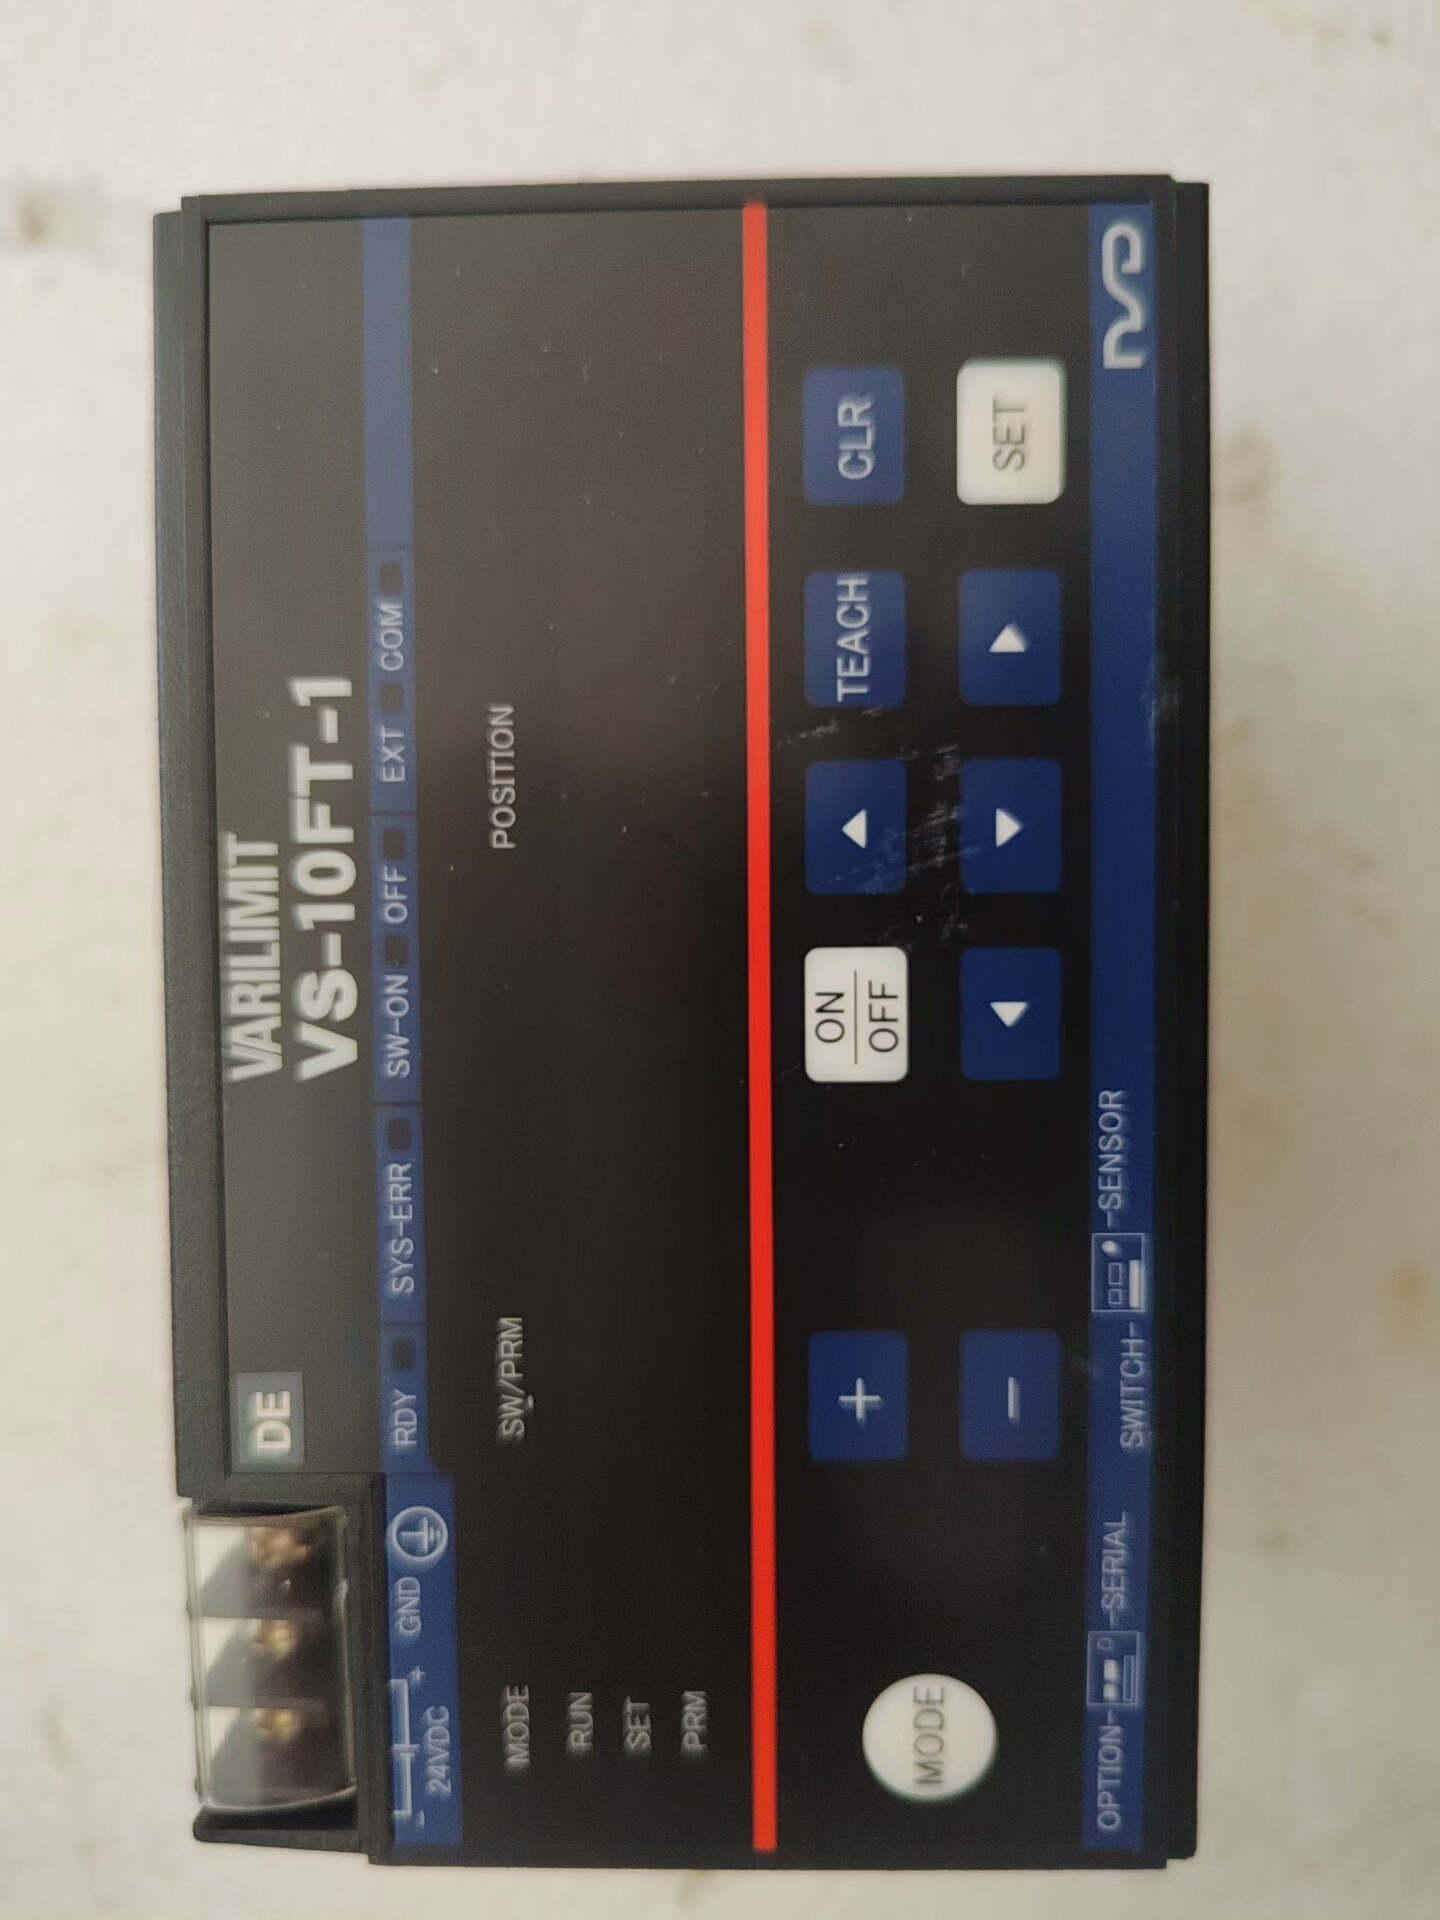 DE
VARILIMIT
VS-10FT-1
RDY SYS-ERR SW-ON OFF EXT COM
- + GND
24VDC
MODE SW/PRM POSITION
RUN
SET
PRM
+ ON/OFF TEACH CLR
MODE
- SET
OPTION SERIAL SWITCH SENSOR
NSD